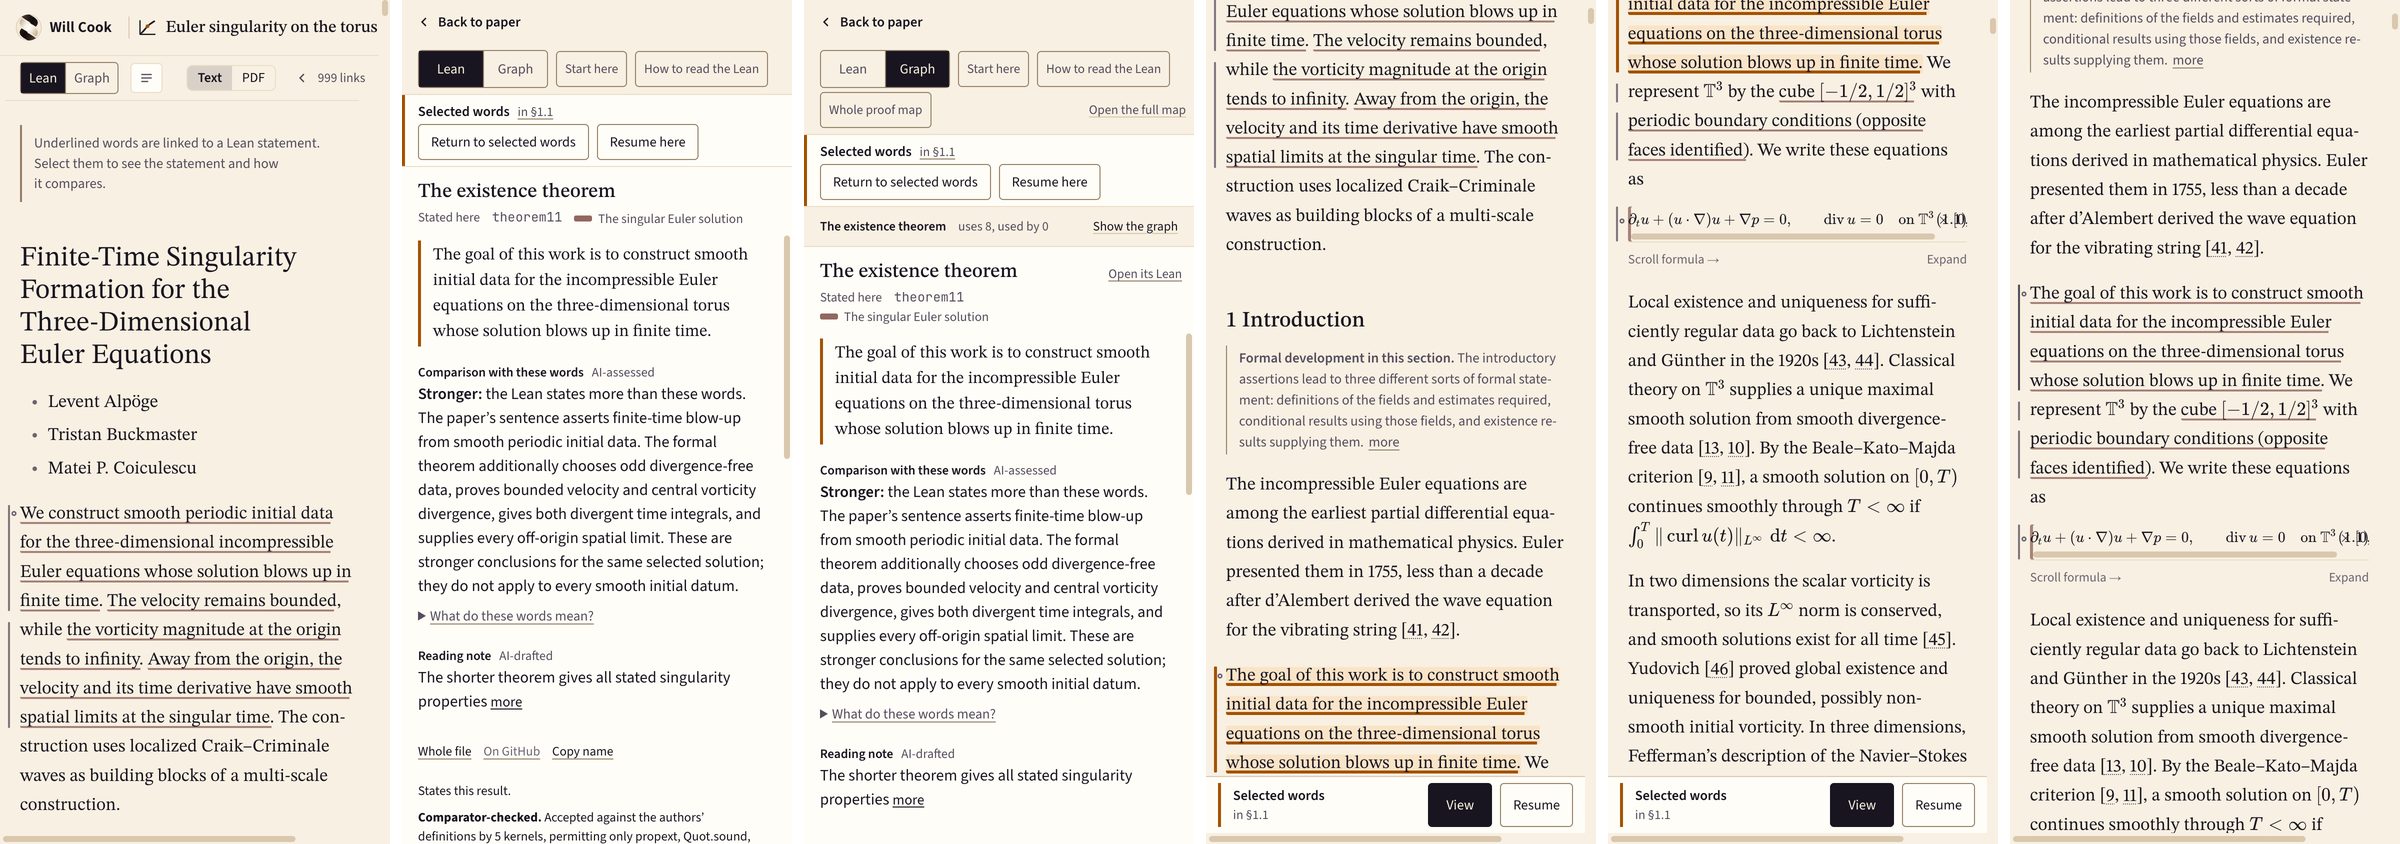 Will Cook
Euler singularity on the torus
Lean
Graph
Text
PDF
999 links
Underlined words are linked to a Lean statement.
Select them to see the statement and how
it compares.
Finite-Time Singularity
Formation for the
Three-Dimensional
Euler Equations
• Levent Alpöge
• Tristan Buckmaster
• Matei P. Coiculescu
We construct smooth periodic initial data
for the three-dimensional incompressible
Euler equations whose solution blows up in
finite time. The velocity remains bounded,
while the vorticity magnitude at the origin
tends to infinity. Away from the origin, the
velocity and its time derivative have smooth
spatial limits at the singular time. The con-
struction uses localized Craik–Criminale
waves as building blocks of a multi-scale
construction.
Back to paper
Lean
Graph
Start here
How to read the Lean
Selected words in §1.1
Return to selected words
Resume here
The existence theorem
Stated here theorem11 The singular Euler solution
The goal of this work is to construct smooth
initial data for the incompressible Euler
equations on the three-dimensional torus
whose solution blows up in finite time.
Comparison with these words AI-assessed
Stronger: the Lean states more than these words.
The paper’s sentence asserts finite-time blow-up
from smooth periodic initial data. The formal
theorem additionally chooses odd divergence-free
data, proves bounded velocity and central vorticity
divergence, gives both divergent time integrals, and
supplies every off-origin spatial limit. These are
stronger conclusions for the same selected solution;
they do not apply to every smooth initial datum.
What do these words mean?
Reading note AI-drafted
The shorter theorem gives all stated singularity
properties more
Whole file On GitHub Copy name
States this result.
Comparator-checked. Accepted against the authors’
definitions by 5 kernels, permitting only propext, Quot.sound,
Back to paper
Lean
Graph
Start here
How to read the Lean
Whole proof map
Open the full map
Selected words in §1.1
Return to selected words
Resume here
The existence theorem uses 8, used by 0 Show the graph
The existence theorem
Open its Lean
Stated here theorem11
The singular Euler solution
The goal of this work is to construct smooth
initial data for the incompressible Euler
equations on the three-dimensional torus
whose solution blows up in finite time.
Comparison with these words AI-assessed
Stronger: the Lean states more than these words.
The paper’s sentence asserts finite-time blow-up
from smooth periodic initial data. The formal
theorem additionally chooses odd divergence-free
data, proves bounded velocity and central vorticity
divergence, gives both divergent time integrals, and
supplies every off-origin spatial limit. These are
stronger conclusions for the same selected solution;
they do not apply to every smooth initial datum.
What do these words mean?
Reading note AI-drafted
The shorter theorem gives all stated singularity
properties more
Euler equations whose solution blows up in
finite time. The velocity remains bounded,
while the vorticity magnitude at the origin
tends to infinity. Away from the origin, the
velocity and its time derivative have smooth
spatial limits at the singular time. The con-
struction uses localized Craik–Criminale
waves as building blocks of a multi-scale
construction.
1 Introduction
Formal development in this section. The introductory
assertions lead to three different sorts of formal state-
ment: definitions of the fields and estimates required,
conditional results using those fields, and existence re-
sults supplying them. more
The incompressible Euler equations are
among the earliest partial differential equa-
tions derived in mathematical physics. Euler
presented them in 1755, less than a decade
after d’Alembert derived the wave equation
for the vibrating string [41, 42].
The goal of this work is to construct smooth
initial data for the incompressible Euler
equations on the three-dimensional torus
whose solution blows up in finite time. We
Selected words
in §1.1
View
Resume
initial data for the incompressible Euler
equations on the three-dimensional torus
whose solution blows up in finite time. We
represent 𝕋³ by the cube [−1/2, 1/2]³ with
periodic boundary conditions (opposite
faces identified). We write these equations
as
∂ₜu + (u · ∇)u + ∇p = 0, div u = 0 on 𝕋³
Scroll formula →
Expand
Local existence and uniqueness for suffi-
ciently regular data go back to Lichtenstein
and Günther in the 1920s [43, 44]. Classical
theory on 𝕋³ supplies a unique maximal
smooth solution from smooth divergence-
free data [13, 10]. By the Beale–Kato–Majda
criterion [9, 11], a smooth solution on [0, T)
continues smoothly through T < ∞ if
∫₀ᵀ ‖ curl u(t)‖_{L^∞} dt < ∞.
In two dimensions the scalar vorticity is
transported, so its L^∞ norm is conserved,
and smooth solutions exist for all time [45].
Yudovich [46] proved global existence and
uniqueness for bounded, possibly non-
smooth initial vorticity. In three dimensions,
Fefferman’s description of the Navier–Stokes
Selected words
in §1.1
View
Resume
ment: definitions of the fields and estimates required,
conditional results using those fields, and existence re-
sults supplying them. more
The incompressible Euler equations are
among the earliest partial differential equa-
tions derived in mathematical physics. Euler
presented them in 1755, less than a decade
after d’Alembert derived the wave equation
for the vibrating string [41, 42].
The goal of this work is to construct smooth
initial data for the incompressible Euler
equations on the three-dimensional torus
whose solution blows up in finite time. We
represent 𝕋³ by the cube [−1/2, 1/2]³ with
periodic boundary conditions (opposite
faces identified). We write these equations
as
∂ₜu + (u · ∇)u + ∇p = 0, div u = 0 on 𝕋³
Scroll formula →
Expand
Local existence and uniqueness for suffi-
ciently regular data go back to Lichtenstein
and Günther in the 1920s [43, 44]. Classical
theory on 𝕋³ supplies a unique maximal
smooth solution from smooth divergence-
free data [13, 10]. By the Beale–Kato–Majda
criterion [9, 11], a smooth solution on [0, T)
continues smoothly through T < ∞ if